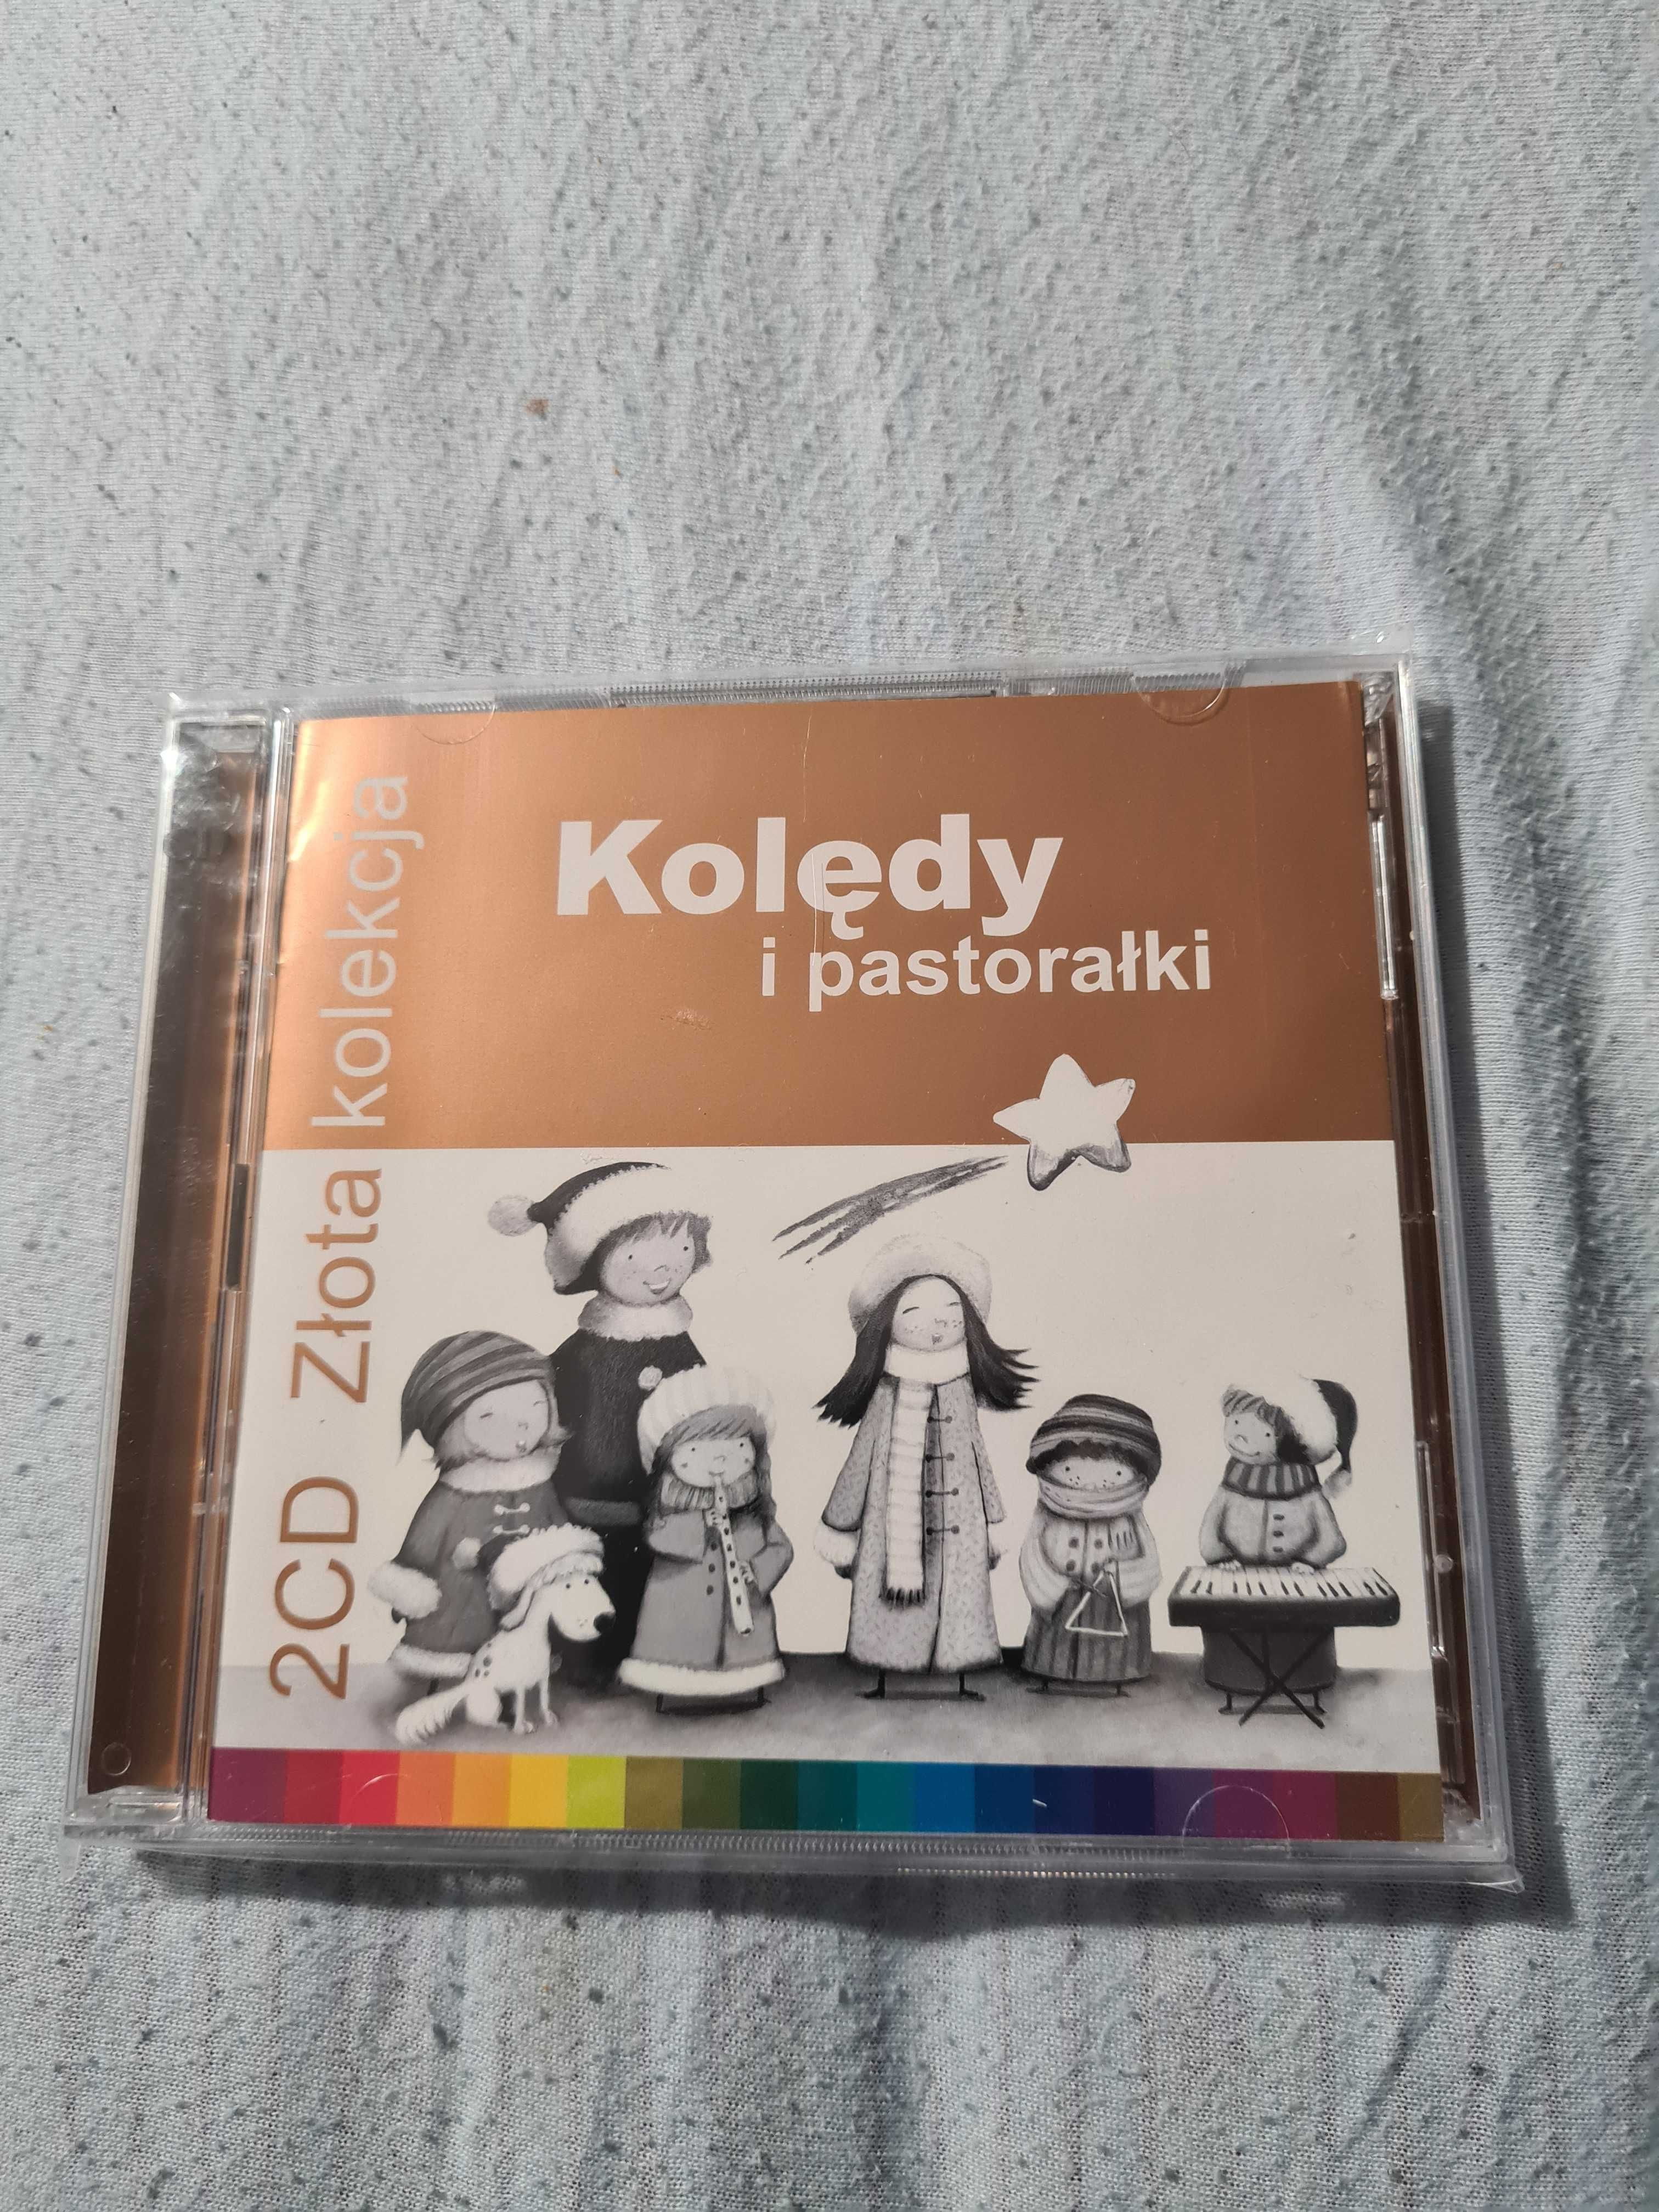 Kolędy
i pastorałki
2CD Złota kolekcja